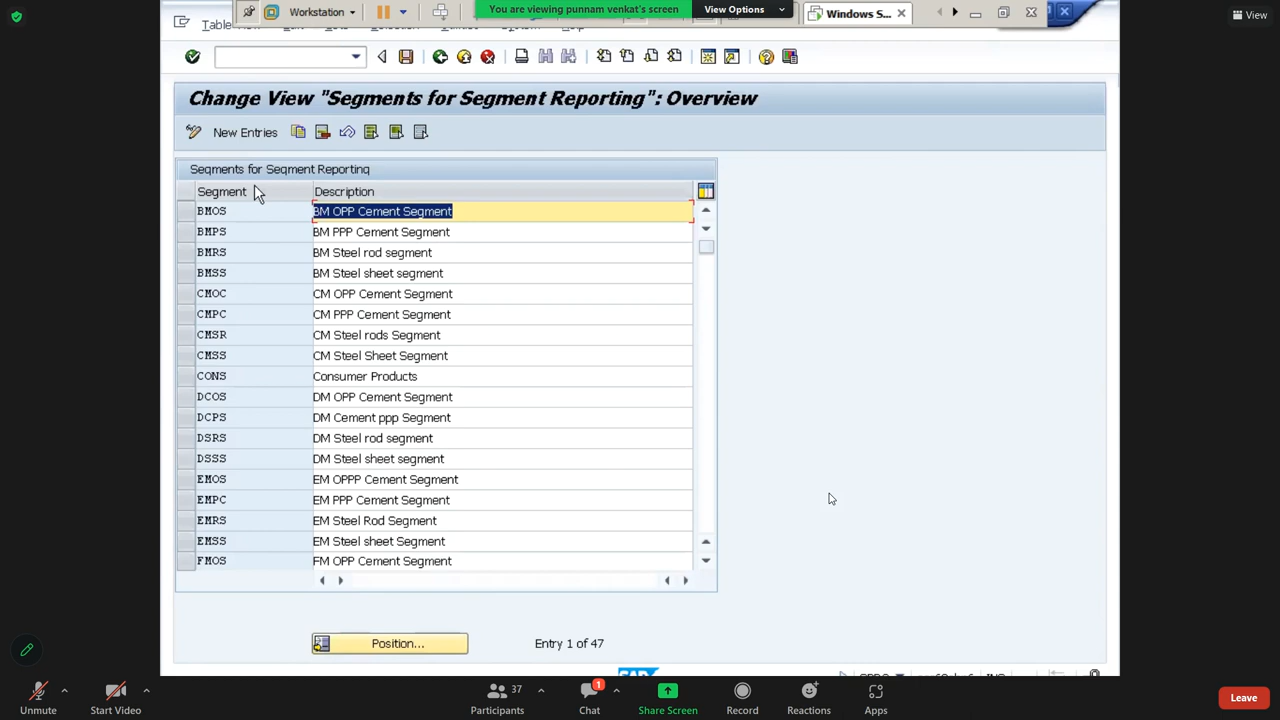 Workstation
You are viewing punnam venkat's screen
View Options
Windows S...
View
Table View
Change View "Segments for Segment Reporting": Overview
New Entries
Segments for Segment Reporting
Segment Description
BMOS BM OPP Cement Segment
BMPS BM PPP Cement Segment
BMRS BM Steel rod segment
BMSS BM Steel sheet segment
CMOC CM OPP Cement Segment
CMPC CM PPP Cement Segment
CMSR CM Steel rods Segment
CMSS CM Steel Sheet Segment
CONS Consumer Products
DCOS DM OPP Cement Segment
DCPS DM Cement ppp Segment
DSRS DM Steel rod segment
DSSS DM Steel sheet segment
EMOS EM OPPP Cement Segment
EMPC EM PPP Cement Segment
EMRS EM Steel Rod Segment
EMSS EM Steel sheet Segment
FMOS FM OPP Cement Segment
Position... Entry 1 of 47
37
1
Unmute
Start Video
Participants
Chat
Share Screen
Record
Reactions
Apps
Leave